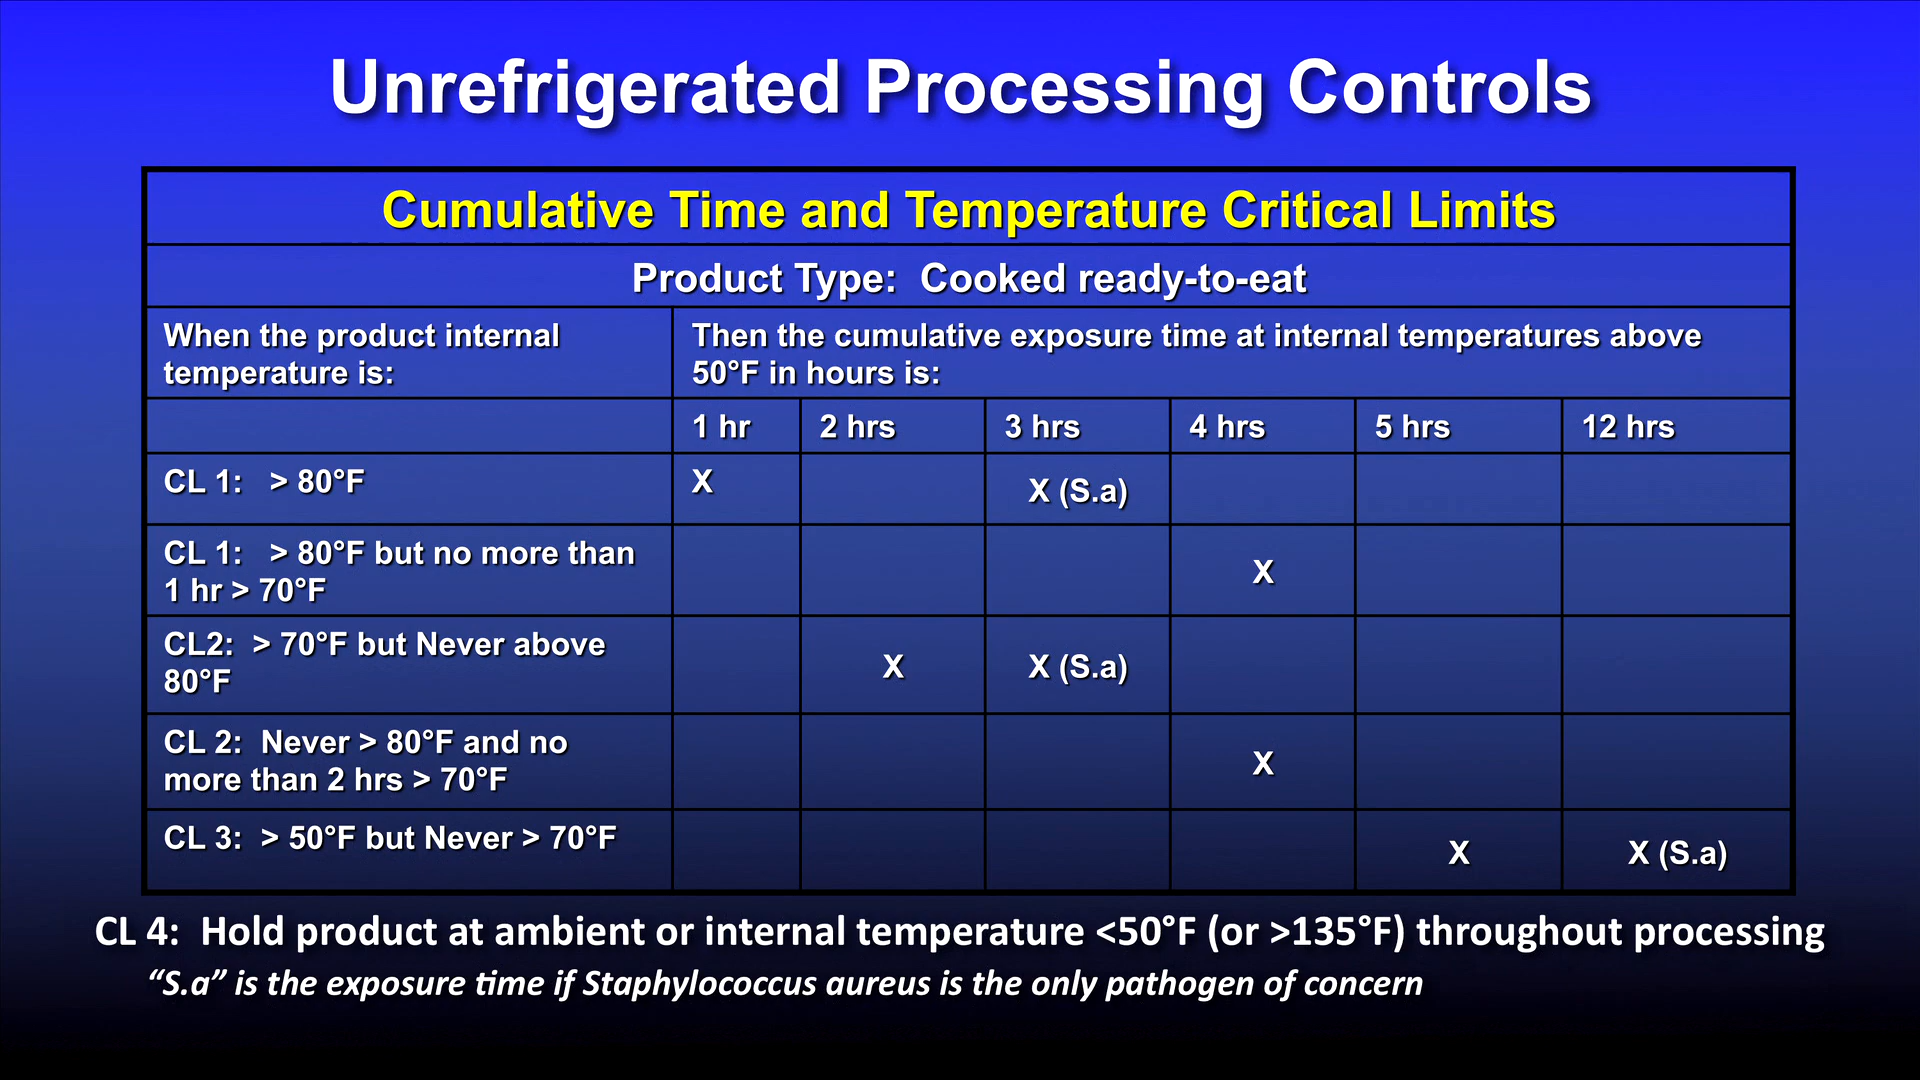 Unrefrigerated Processing Controls
Cumulative Time and Temperature Critical Limits
Product Type:  Cooked ready-to-eat
When the product internal
temperature is:
Then the cumulative exposure time at internal temperatures above
50°F in hours is:
1 hr
2 hrs
3 hrs
4 hrs
5 hrs
12 hrs
CL 1:   > 80°F
X
X (S.a)
CL 1:   > 80°F but no more than
1 hr > 70°F
X
CL2:  > 70°F but Never above
80°F
X
X (S.a)
CL 2:  Never > 80°F and no
more than 2 hrs > 70°F
X
CL 3:  > 50°F but Never > 70°F
X
X (S.a)
CL 4:  Hold product at ambient or internal temperature <50°F (or >135°F) throughout processing
“S.a” is the exposure time if Staphylococcus aureus is the only pathogen of concern